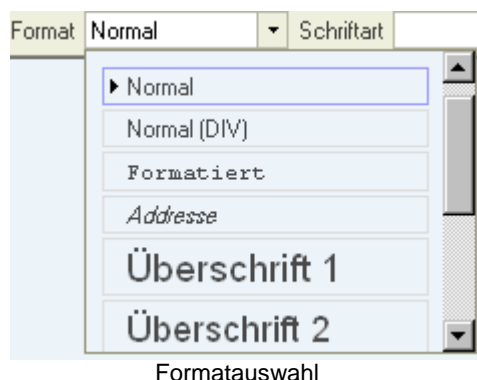 Format Normal Schriftart
Normal
Normal (DIV)
Formatiert
Addresse
Überschrift 1
Überschrift 2
Formatauswahl